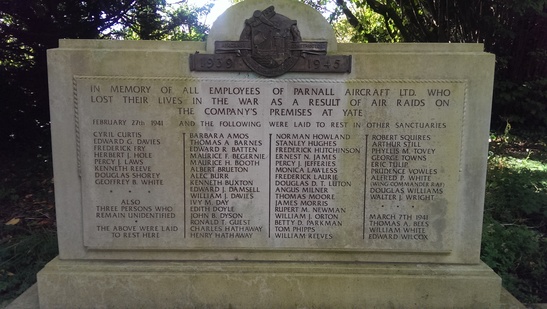 1939 1945
IN MEMORY OF ALL EMPLOYEES OF PARNALL AIRCRAFT LTD. WHO
LOST THEIR LIVES IN THE WAR AS A RESULT OF AIR RAIDS ON
THE COMPANY'S PREMISES AT YATE
FEBRUARY 27TH 1941 AND THE FOLLOWING WERE LAID TO REST IN OTHER SANCTUARIES
CYRIL CURTIS
EDWARD G. DAVIES
FREDERICK FRY
HERBERT J. HOLE
PERCY J. LAWS
KENNETH REEVE
DOUGLAS SHOREY
GEOFFREY B. WHITE
ALSO
THREE PERSONS WHO
REMAIN UNIDENTIFIED
THE ABOVE WERE LAID
TO REST HERE
BARBARA AMOS
THOMAS A. BARNES
EDWARD R. BATTEN
MAURICE F. BEGERNIE
MAURICE H. BOOTH
ALBERT BRUETON
ALEC BURR
KENNETH BUXTON
EDWARD J. DAMSELL
LESLIE J. DAVIES
IVY M. DAY
EDITH DOYLE
JOHN B. DYSON
RONALD T. GUEST
CHARLES HATHAWAY
HENRY HATHAWAY
NORMAN HOWLAND
STANLEY HUGHES
FREDERICK HUTCHINSON
ERNEST N. JAMES
PERCY J. JEFFERIES
MONICA LAWLESS
FREDERICK LAURIE
DOUGLAS D. T. LUTON
ANGUS MILNER
THOMAS MOORE
JAMES MORRIS
RUPERT M. NEWMAN
WILLIAM J. ORTON
BETTY D. PARKMAN
TOM PHIPPS
WILLIAM REEVES
ROBERT SQUIRES
ARTHUR STILL
PHYLLIS M. TOVEY
GEORGE TOWNS
ERIC TUILP
PRUDENCE VOWLES
ALFRED P. WHITE
(WING COMMANDER RAF)
DOUGLAS WILLIAMS
WALTER J. WRIGHT
MARCH 7TH 1941
THOMAS A. BEES
WILLIAM WHITE
EDWARD WILCOX